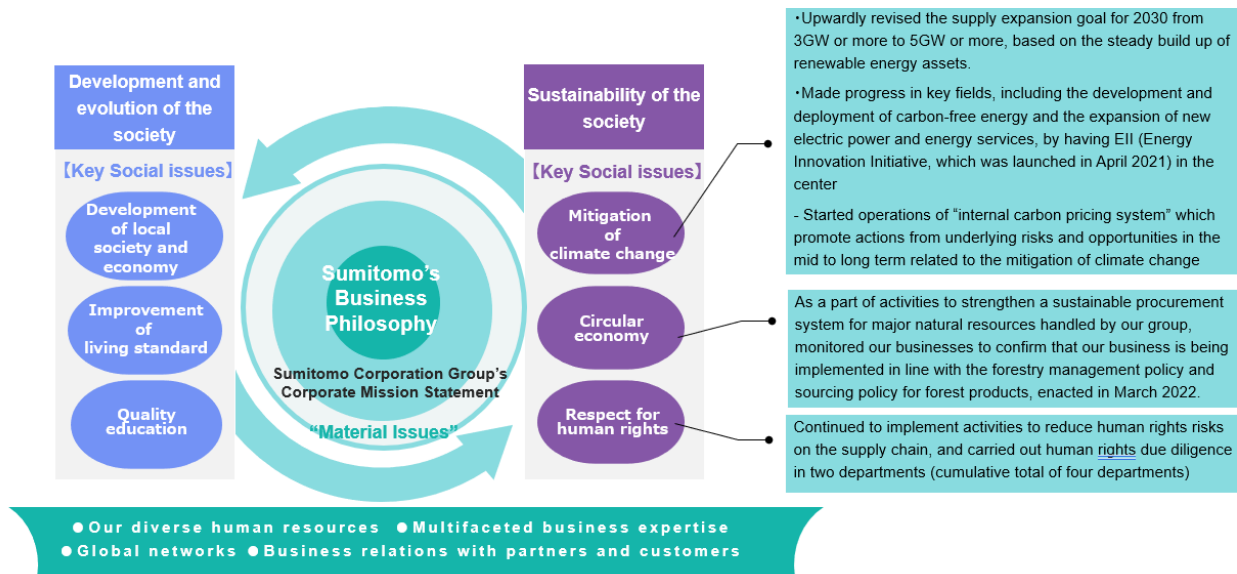 Development and
evolution of the
society
【Key Social issues】
Development
of local
society and
economy
Improvement
of
living standard
Quality
education
Sumitomo’s
Business
Philosophy
Sumitomo Corporation Group’s
Corporate Mission Statement
“Material Issues”
Sustainability of the
society
【Key Social issues】
Mitigation
of
climate change
Circular
economy
Respect for
human rights
・Upwardly revised the supply expansion goal for 2030 from
3GW or more to 5GW or more, based on the steady build up of
renewable energy assets.
・Made progress in key fields, including the development and
deployment of carbon-free energy and the expansion of new
electric power and energy services, by having EII (Energy
Innovation Initiative, which was launched in April 2021) in the
center
- Started operations of “internal carbon pricing system” which
promote actions from underlying risks and opportunities in the
mid to long term related to the mitigation of climate change
As a part of activities to strengthen a sustainable procurement
system for major natural resources handled by our group,
monitored our businesses to confirm that our business is being
implemented in line with the forestry management policy and
sourcing policy for forest products, enacted in March 2022.
Continued to implement activities to reduce human rights risks
on the supply chain, and carried out human rights due diligence
in two departments (cumulative total of four departments)
●Our diverse human resources ●Multifaceted business expertise
●Global networks ●Business relations with partners and customers